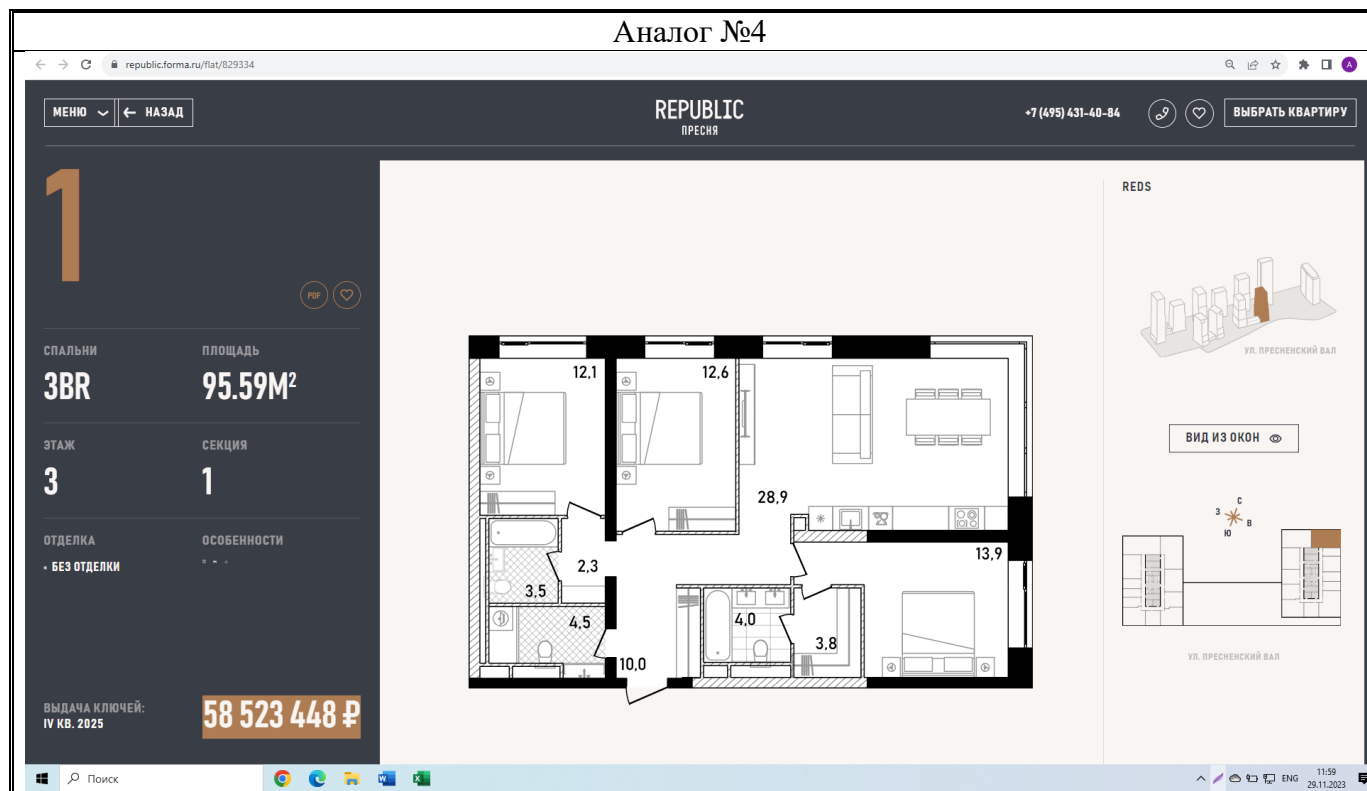 Аналог №4
republic.forma.ru/flat/829334
A
МЕНЮ
НАЗАД
REPUBLIC
ПРЕСНЯ
+7 (495) 431-40-84
ВЫБРАТЬ КВАРТИРУ
1
PDF
СПАЛЬНИ
ПЛОЩАДЬ
3BR
95.59М²
ЭТАЖ
СЕКЦИЯ
3
1
ОТДЕЛКА
ОСОБЕННОСТИ
• БЕЗ ОТДЕЛКИ
ВЫДАЧА КЛЮЧЕЙ:
IV КВ. 2025
58 523 448 ₽
12,1
12,6
28,9
13,9
2,3
3,5
4,5
4,0
3,8
10,0
REDS
УЛ. ПРЕСНЕНСКИЙ ВАЛ
ВИД ИЗ ОКОН
С
З
В
Ю
УЛ. ПРЕСНЕНСКИЙ ВАЛ
Поиск
ENG
11:59
29.11.2023